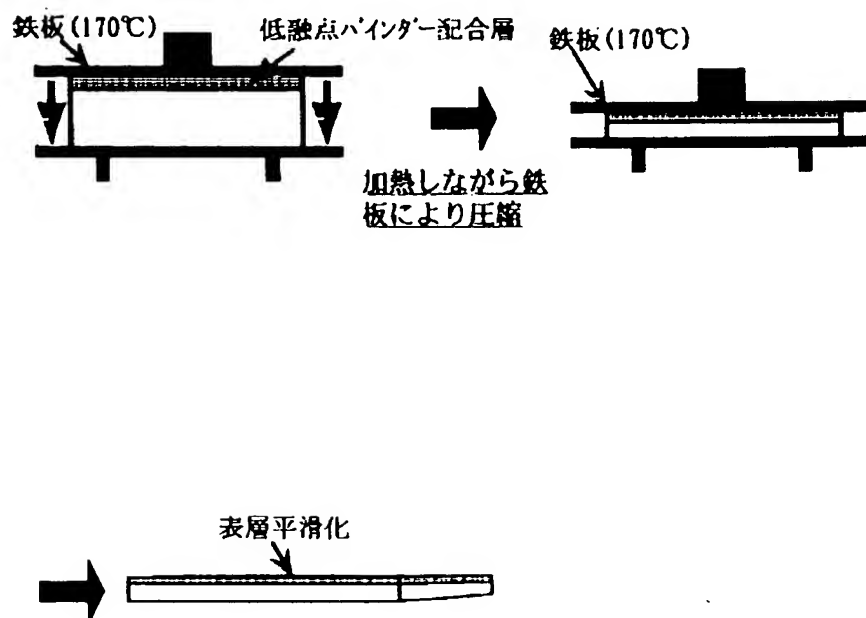 鉄板(170℃)
低融点バインダー配合層
鉄板(170℃)
加熱しながら鉄
板により圧縮
表層平滑化